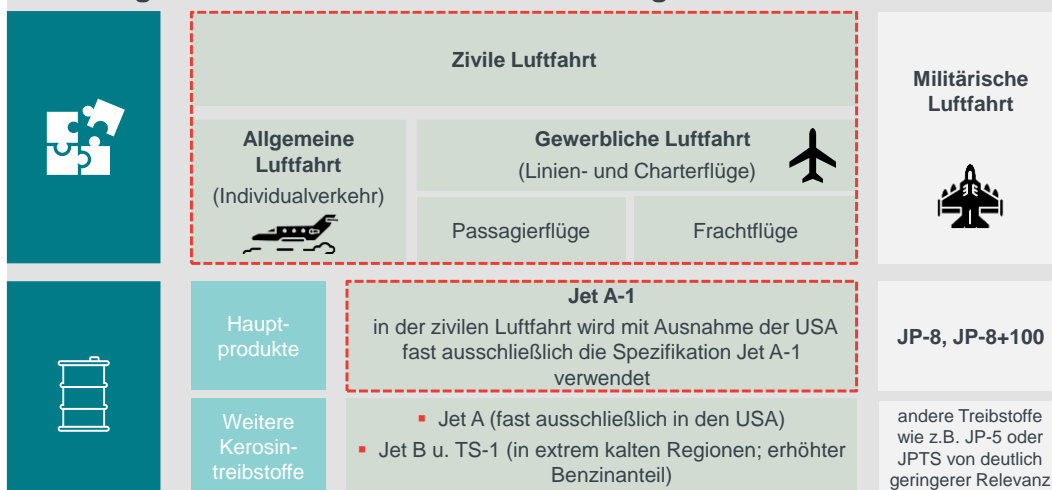 Zivile Luftfahrt
Militärische
Luftfahrt
Allgemeine
Luftfahrt
(Individualverkehr)
Gewerbliche Luftfahrt
(Linien- und Charterflüge)
Passagierflüge
Frachtflüge
Haupt-
produkte
Jet A-1
in der zivilen Luftfahrt wird mit Ausnahme der USA
fast ausschließlich die Spezifikation Jet A-1
verwendet
JP-8, JP-8+100
Weitere
Kerosin-
treibstoffe
▪ Jet A (fast ausschließlich in den USA)
▪ Jet B u. TS-1 (in extrem kalten Regionen; erhöhter
Benzinanteil)
andere Treibstoffe
wie z.B. JP-5 oder
JPTS von deutlich
geringerer Relevanz